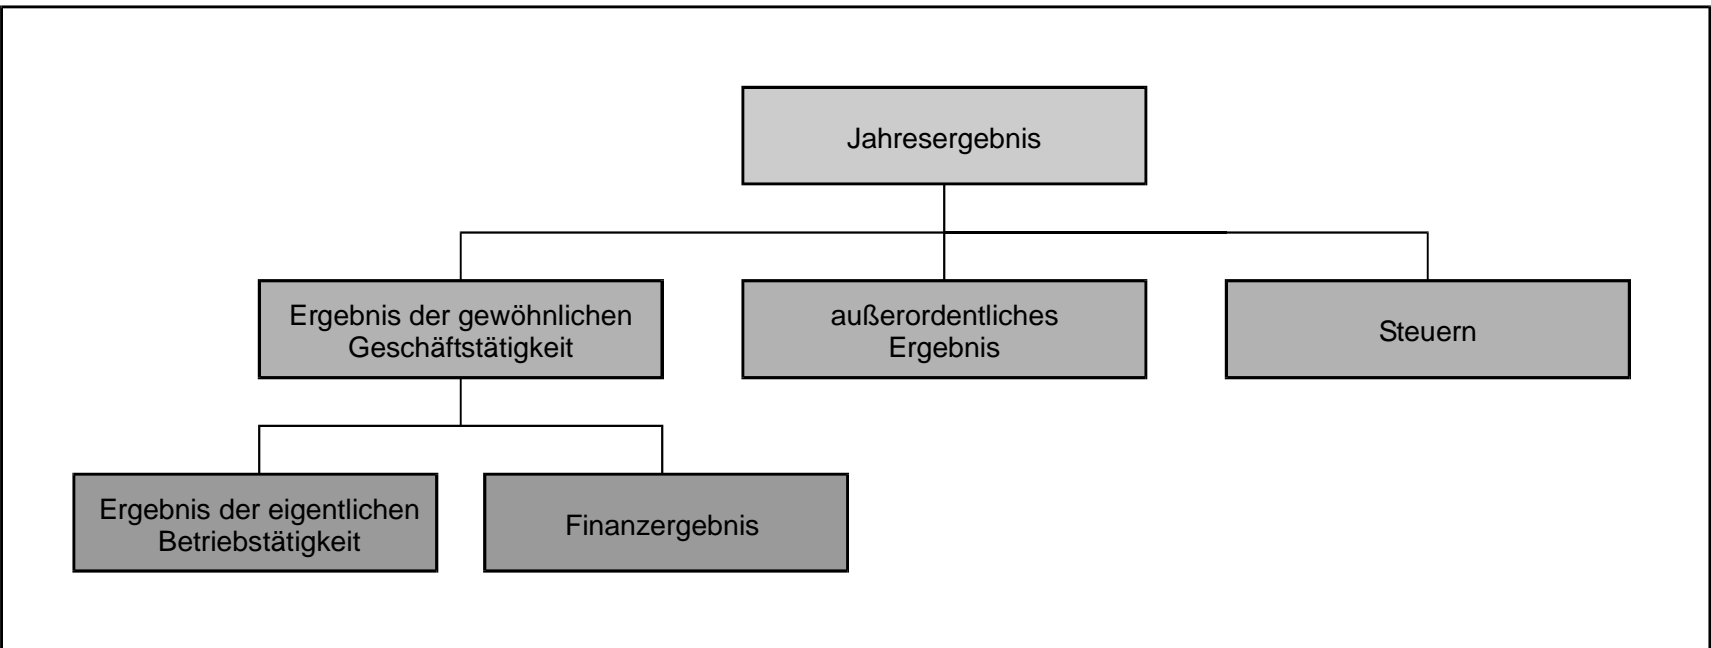 Jahresergebnis
Ergebnis der gewöhnlichen
Geschäftstätigkeit
außerordentliches
Ergebnis
Steuern
Ergebnis der eigentlichen
Betriebstätigkeit
Finanzergebnis